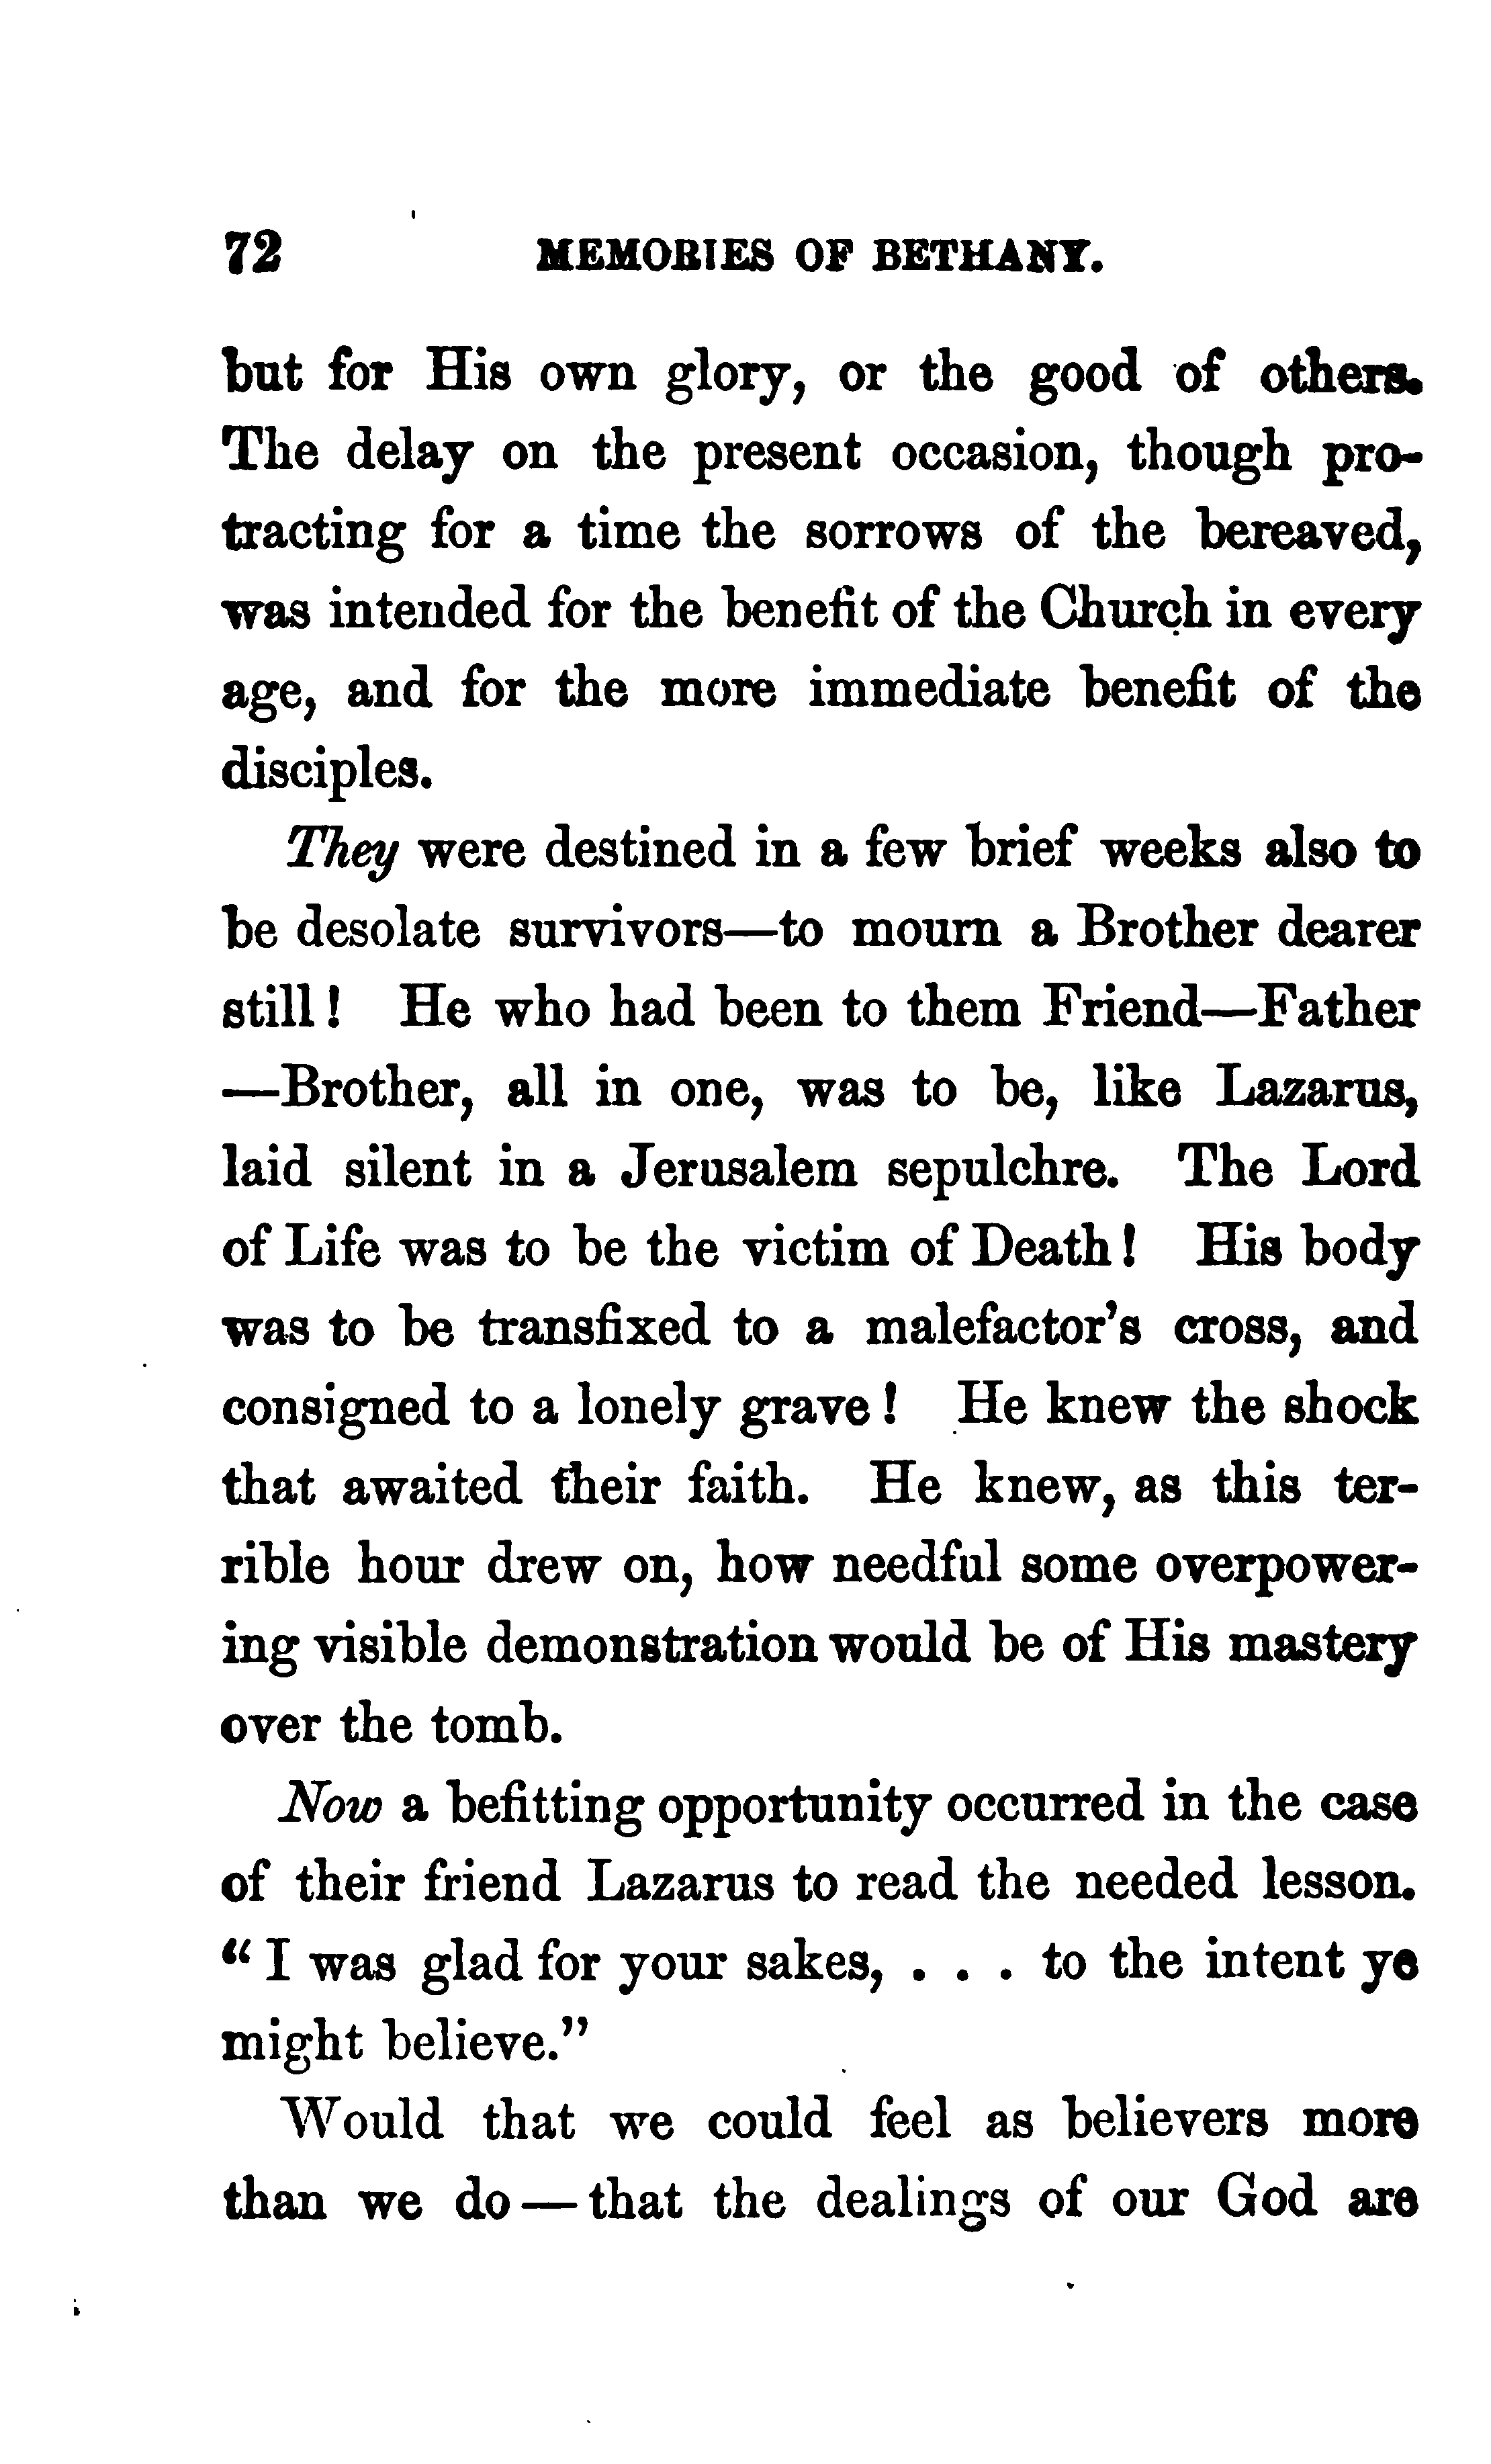 72 MEMORIES OF BETHANY.
but for His own glory, or the good of others.
The delay on the present occasion, though pro-
tracting for a time the sorrows of the bereaved,
was intended for the benefit of the Church in every
age, and for the more immediate benefit of the
disciples.
They were destined in a few brief weeks also to
be desolate survivors—to mourn a Brother dearer
still! He who had been to them Friend—Father
—Brother, all in one, was to be, like Lazarus,
laid silent in a Jerusalem sepulchre. The Lord
of Life was to be the victim of Death! His body
was to be transfixed to a malefactor's cross, and
consigned to a lonely grave! He knew the shock
that awaited their faith. He knew, as this ter-
rible hour drew on, how needful some overpower-
ing visible demonstration would be of His mastery
over the tomb.
Now a befitting opportunity occurred in the case
of their friend Lazarus to read the needed lesson.
"I was glad for your sakes, . . . to the intent ye
might believe."
Would that we could feel as believers more
than we do—that the dealings of our God are